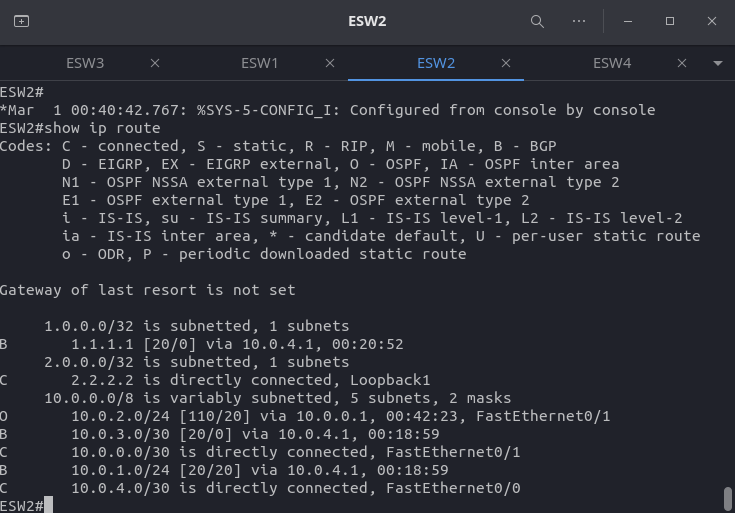 ESW2
ESW3 ESW1 ESW2 ESW4
ESW2#
*Mar  1 00:40:42.767: %SYS-5-CONFIG_I: Configured from console by console
ESW2#show ip route
Codes: C - connected, S - static, R - RIP, M - mobile, B - BGP
       D - EIGRP, EX - EIGRP external, O - OSPF, IA - OSPF inter area
       N1 - OSPF NSSA external type 1, N2 - OSPF NSSA external type 2
       E1 - OSPF external type 1, E2 - OSPF external type 2
       i - IS-IS, su - IS-IS summary, L1 - IS-IS level-1, L2 - IS-IS level-2
       ia - IS-IS inter area, * - candidate default, U - per-user static route
       o - ODR, P - periodic downloaded static route
Gateway of last resort is not set
     1.0.0.0/32 is subnetted, 1 subnets
B       1.1.1.1 [20/0] via 10.0.4.1, 00:20:52
     2.0.0.0/32 is subnetted, 1 subnets
C       2.2.2.2 is directly connected, Loopback1
     10.0.0.0/8 is variably subnetted, 5 subnets, 2 masks
O       10.0.2.0/24 [110/20] via 10.0.0.1, 00:42:23, FastEthernet0/1
B       10.0.3.0/30 [20/0] via 10.0.4.1, 00:18:59
C       10.0.0.0/30 is directly connected, FastEthernet0/1
B       10.0.1.0/24 [20/20] via 10.0.4.1, 00:18:59
C       10.0.4.0/30 is directly connected, FastEthernet0/0
ESW2#